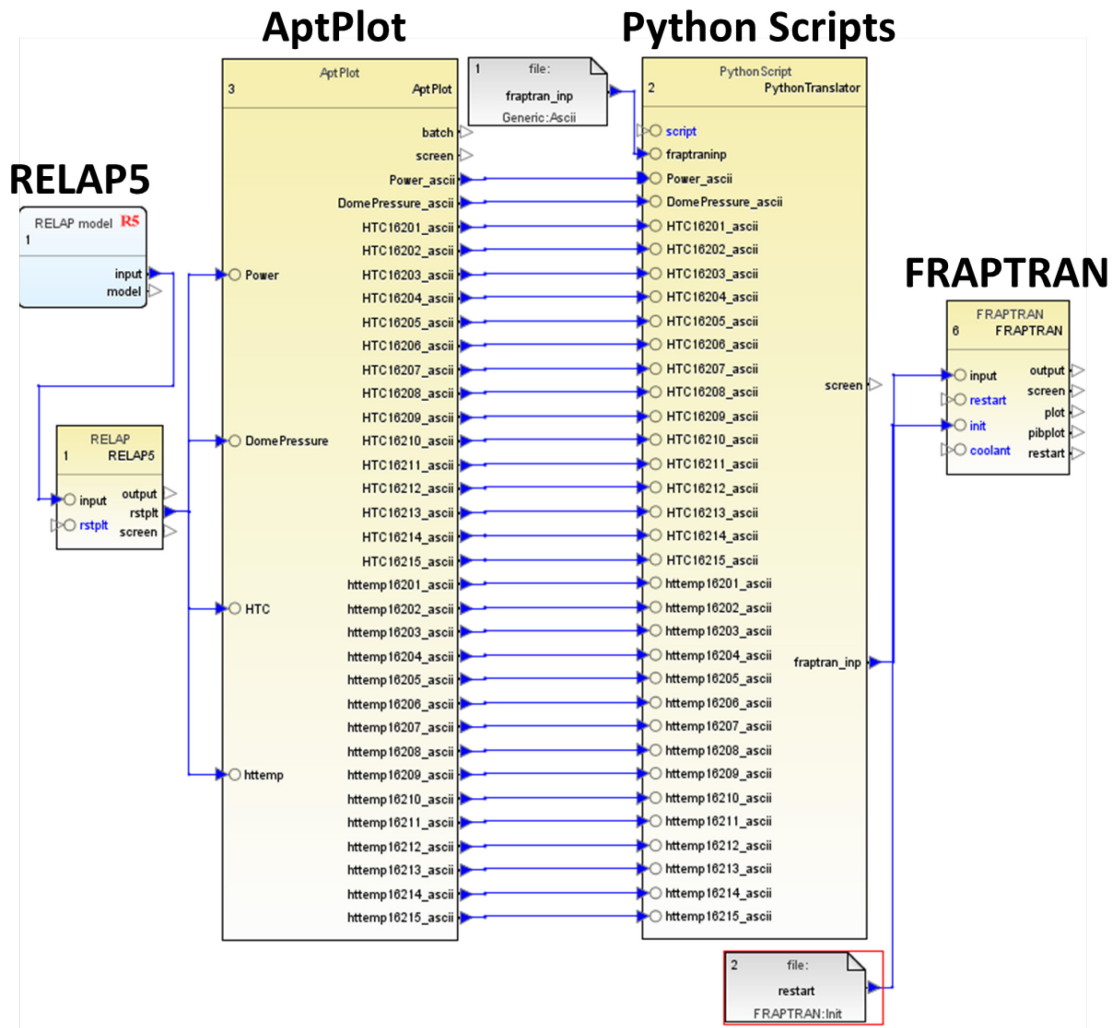 AptPlot
Python Scripts
RELAP5
FRAPTRAN
RELAP model R5
1
input
model
RELAP
1
RELAP5
input
output
rstplt
rstplt
screen
AptPlot
3
AptPlot
Power
DomePressure
HTC
httemp
batch
screen
Power_ascii
DomePressure_ascii
HTC16201_ascii
HTC16202_ascii
HTC16203_ascii
HTC16204_ascii
HTC16205_ascii
HTC16206_ascii
HTC16207_ascii
HTC16208_ascii
HTC16209_ascii
HTC16210_ascii
HTC16211_ascii
HTC16212_ascii
HTC16213_ascii
HTC16214_ascii
HTC16215_ascii
httemp16201_ascii
httemp16202_ascii
httemp16203_ascii
httemp16204_ascii
httemp16205_ascii
httemp16206_ascii
httemp16207_ascii
httemp16208_ascii
httemp16209_ascii
httemp16210_ascii
httemp16211_ascii
httemp16212_ascii
httemp16213_ascii
httemp16214_ascii
httemp16215_ascii
1 file:
fraptran_inp
Generic:Ascii
PythonScript
2
PythonTranslator
script
fraptraninp
Power_ascii
DomePressure_ascii
HTC16201_ascii
HTC16202_ascii
HTC16203_ascii
HTC16204_ascii
HTC16205_ascii
HTC16206_ascii
HTC16207_ascii
HTC16208_ascii
HTC16209_ascii
HTC16210_ascii
HTC16211_ascii
HTC16212_ascii
HTC16213_ascii
HTC16214_ascii
HTC16215_ascii
httemp16201_ascii
httemp16202_ascii
httemp16203_ascii
httemp16204_ascii
httemp16205_ascii
httemp16206_ascii
httemp16207_ascii
httemp16208_ascii
httemp16209_ascii
httemp16210_ascii
httemp16211_ascii
httemp16212_ascii
httemp16213_ascii
httemp16214_ascii
httemp16215_ascii
screen
fraptran_inp
2 file:
restart
FRAPTRAN:Init
FRAPTRAN
6
FRAPTRAN
input
restart
init
coolant
output
screen
plot
pibplot
restart